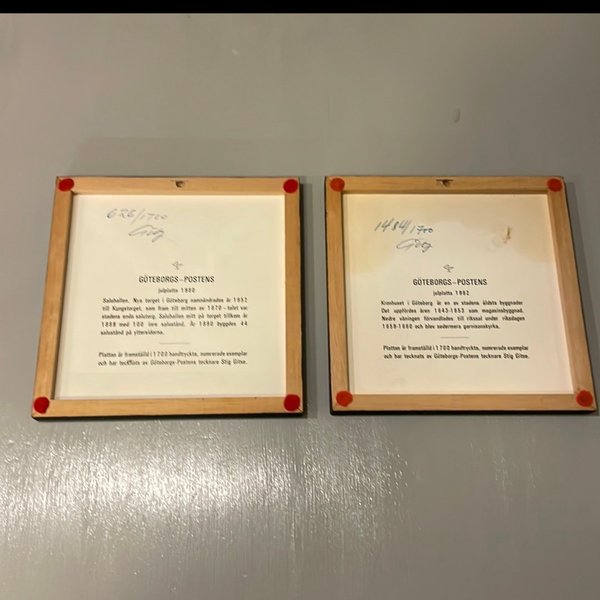 626/1700
GÖTEBORGS-POSTENS
julplatta 1980
Saluhallen. Nya torget i Göteborg namnändrades år 1852
till Kungstorget, som fram till mitten av 1870-talet var
stadens enda salutorg. Saluhallen mitt på torget tillkom år
1889 med 100 inre salustånd. År 1890 byggdes 44
salustånd på yttersidorna.
Plattan är framställd i 1700 handtryckta, numrerade exemplar
och har tecknats av Göteborgs-Postens tecknare Stig Gitse.
1484/1700
GÖTEBORGS-POSTENS
julplatta 1982
Kronhuset i Göteborg är en av stadens äldsta byggnader
Det uppfördes åren 1643-1653 som magasinsbyggnad.
Nedre våningen förvandlades till rikssal under riksdagen
1659-1660 och blev sedermera garnisonskyrka.
Plattan är framställd i 1700 handtryckta, numrerade exemplar
och har tecknats av Göteborgs-Postens tecknare Stig Gitse.